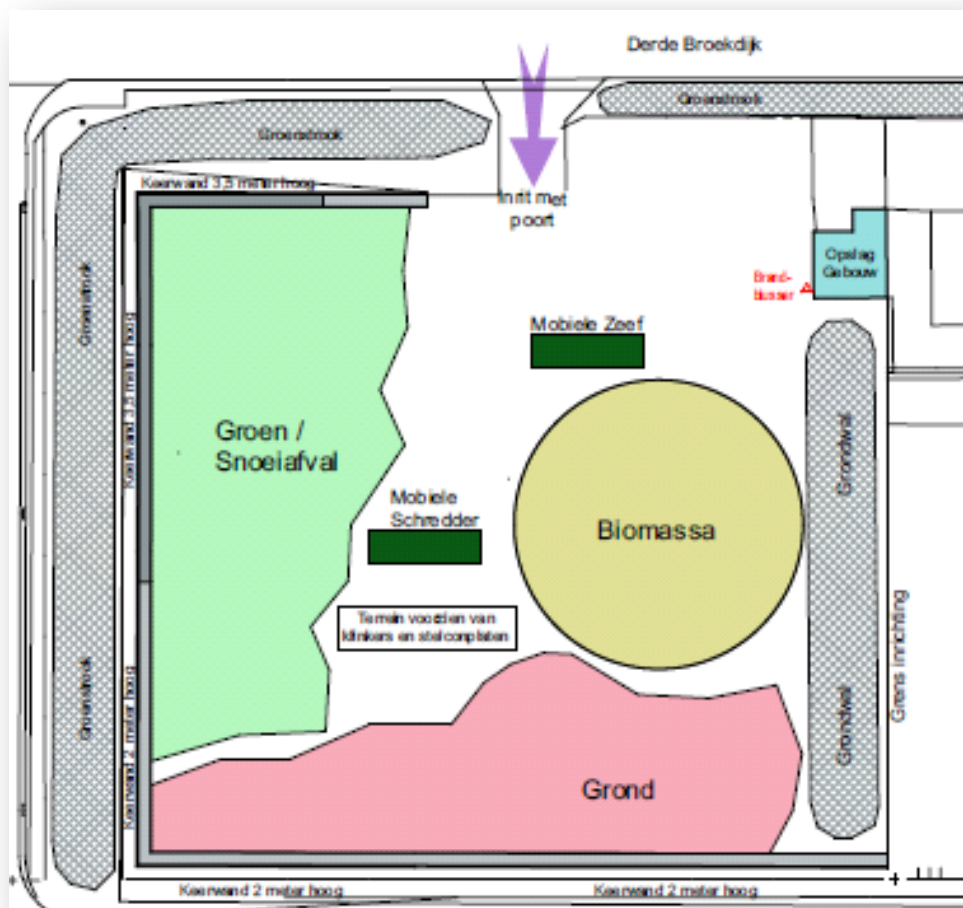 Derde Broekdijk
Groenstrook
Groenstrook
Keerwand 3,5 meter hoog
Inrit met
poort
Opslag
Gebouw
Brand-
blusser
Mobiele Zeef
Groenstrook
Keerwand 3,5 meter hoog
Groen /
Snoeiafval
Mobiele
Schredder
Biomassa
Grondwal
Terrein voorzien van
klinkers en stelconplaten
Grens inrichting
Groenstrook
Keerwand 2 meter hoog
Grondwal
Grond
Keerwand 2 meter hoog
Keerwand 2 meter hoog